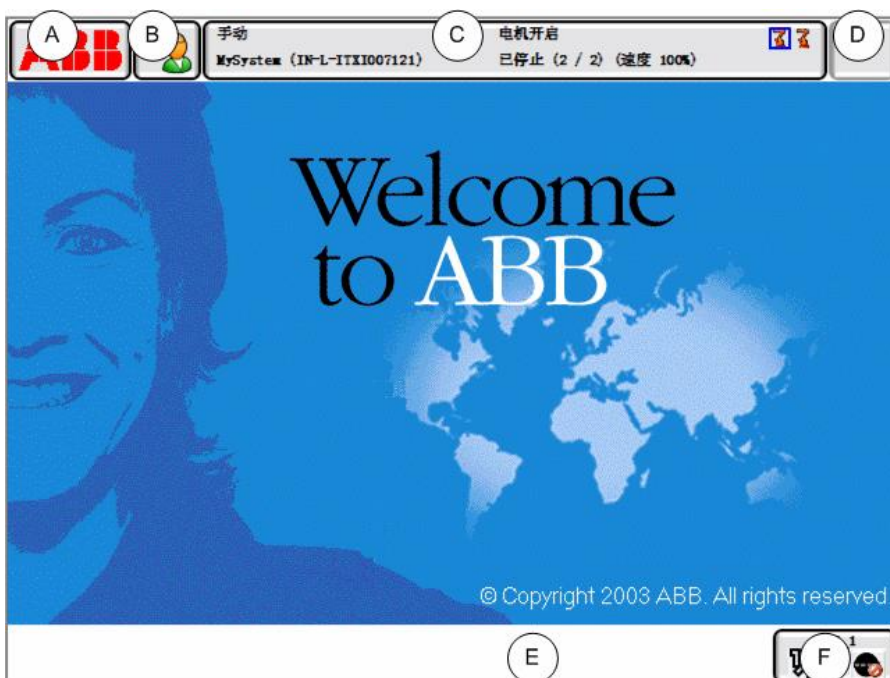 A
B
C
D
ABB
手动
电机开启
MySystem (IN-L-ITXI007121)
已停止 (2 / 2) (速度 100%)
Welcome
to ABB
© Copyright 2003 ABB. All rights reserved.
E
F
1